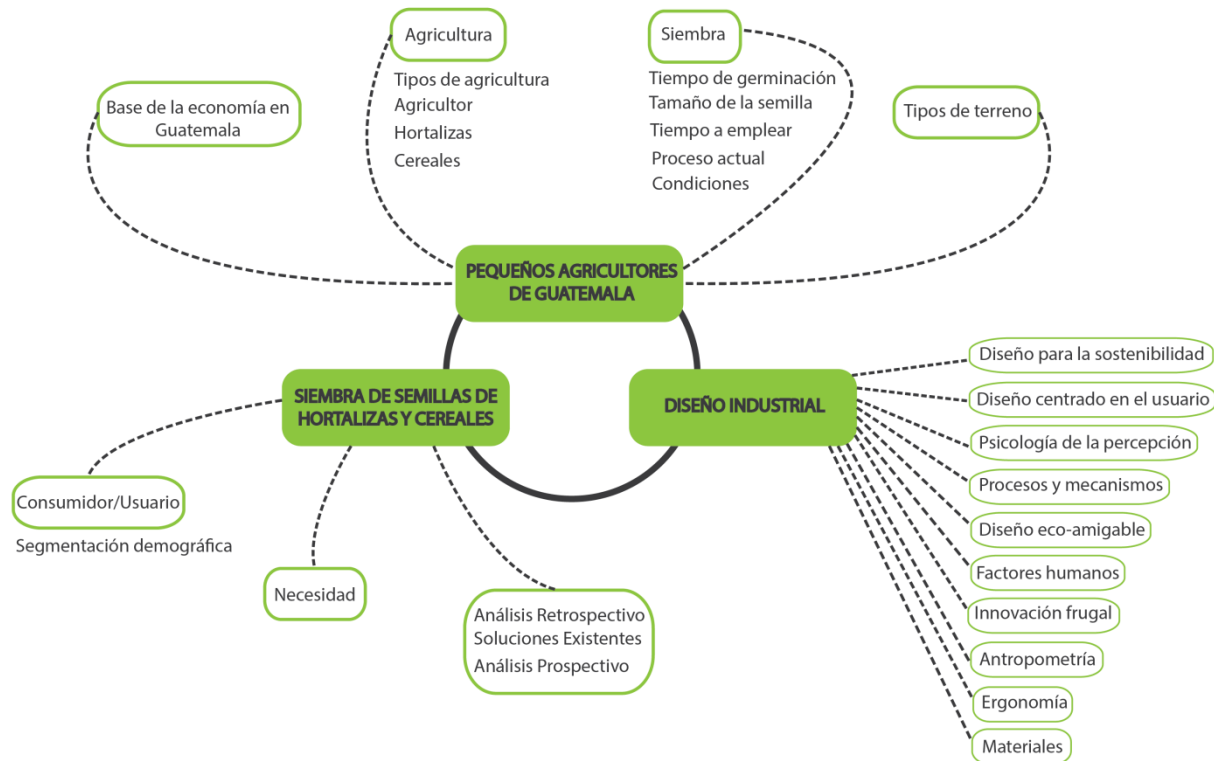 Agricultura
Tipos de agricultura
Agricultor
Hortalizas
Cereales
Siembra
Tiempo de germinación
Tamaño de la semilla
Tiempo a emplear
Proceso actual
Condiciones
Base de la economía en
Guatemala
Tipos de terreno
PEQUEÑOS AGRICULTORES
DE GUATEMALA
SIEMBRA DE SEMILLAS DE
HORTALIZAS Y CEREALES
DISEÑO INDUSTRIAL
Consumidor/Usuario
Segmentación demográfica
Necesidad
Análisis Retrospectivo
Soluciones Existentes
Análisis Prospectivo
Diseño para la sostenibilidad
Diseño centrado en el usuario
Psicología de la percepción
Procesos y mecanismos
Diseño eco-amigable
Factores humanos
Innovación frugal
Antropometría
Ergonomía
Materiales